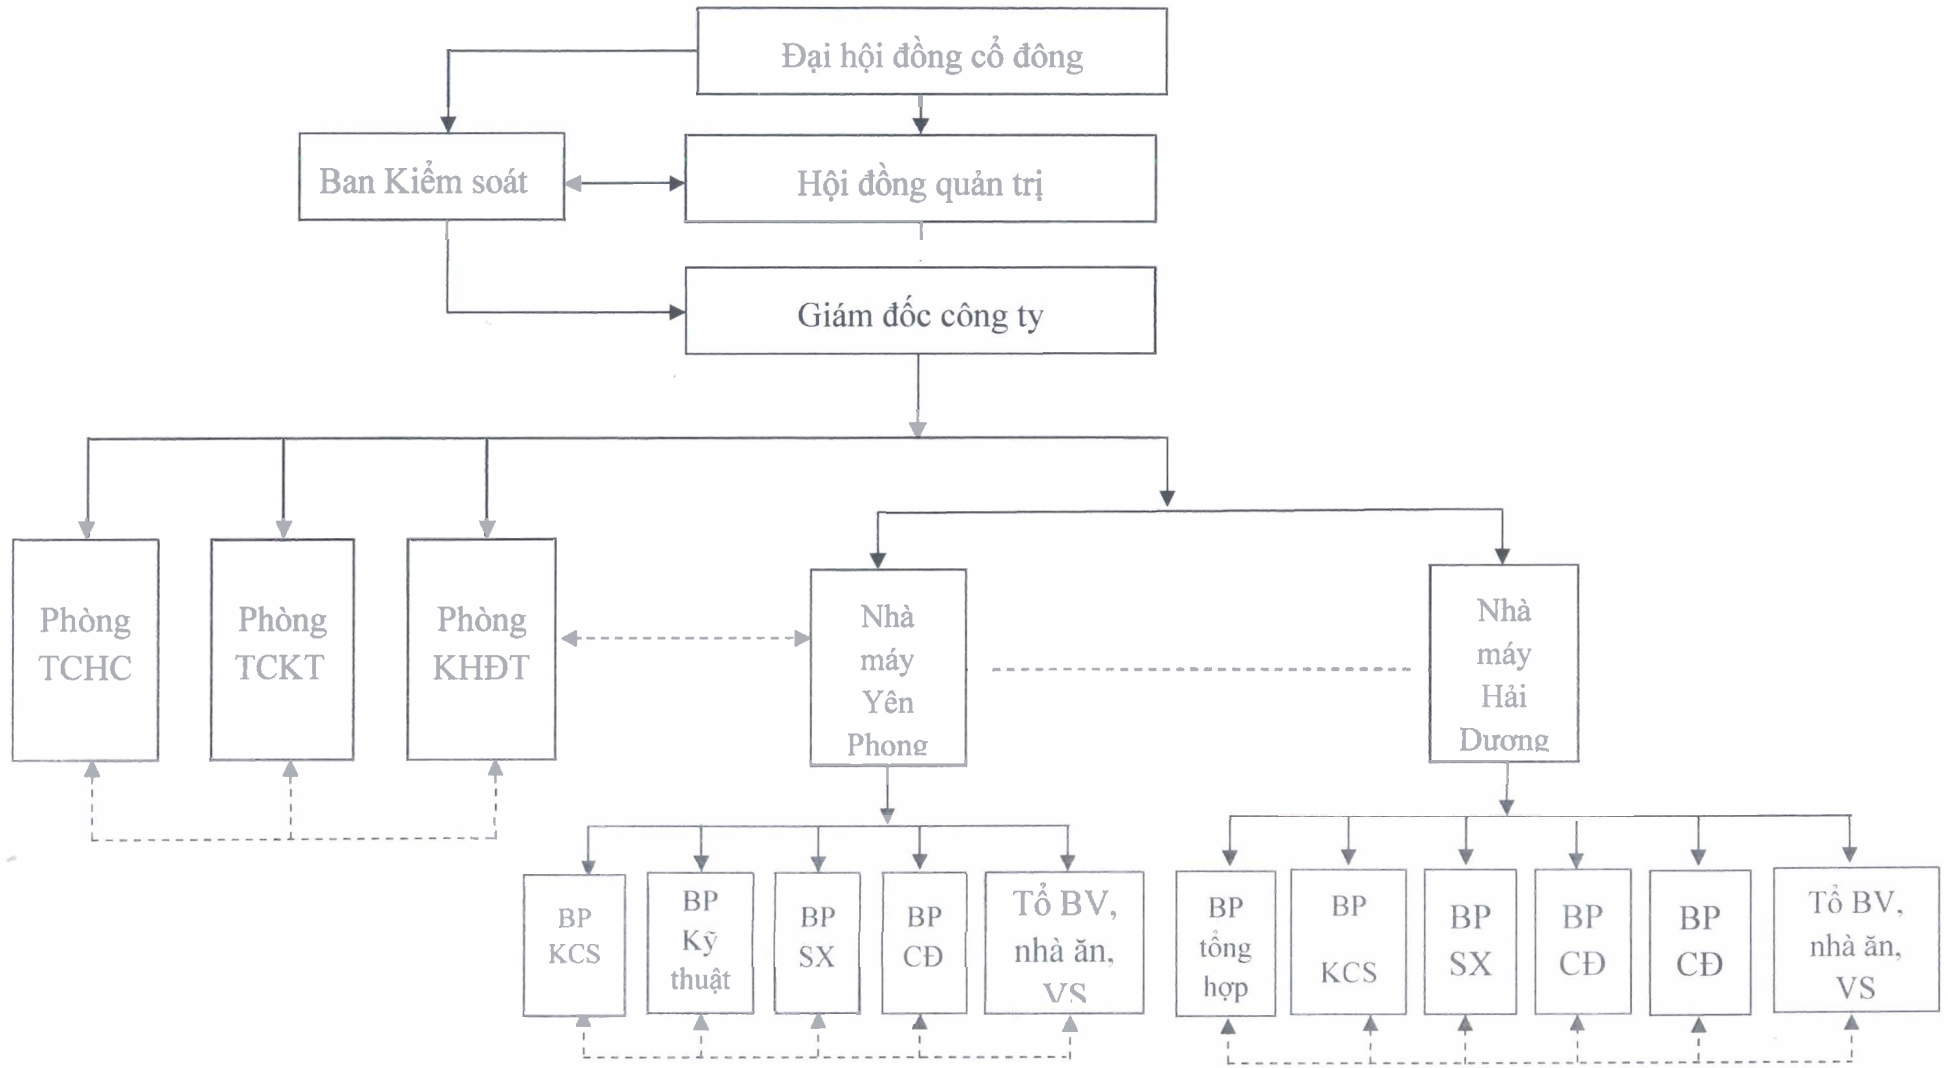 Đại hội đồng cổ đông
Ban Kiểm soát
Hội đồng quản trị
Giám đốc công ty
Phòng
TCHC
Phòng
TCKT
Phòng
KHĐT
Nhà
máy
Yên
Phong
Nhà
máy
Hải
Dương
BP
KCS
BP
Kỹ
thuật
BP
SX
BP
CĐ
Tổ BV,
nhà ăn,
VS
BP
tổng
hợp
BP
KCS
BP
SX
BP
CĐ
BP
CĐ
Tổ BV,
nhà ăn,
VS